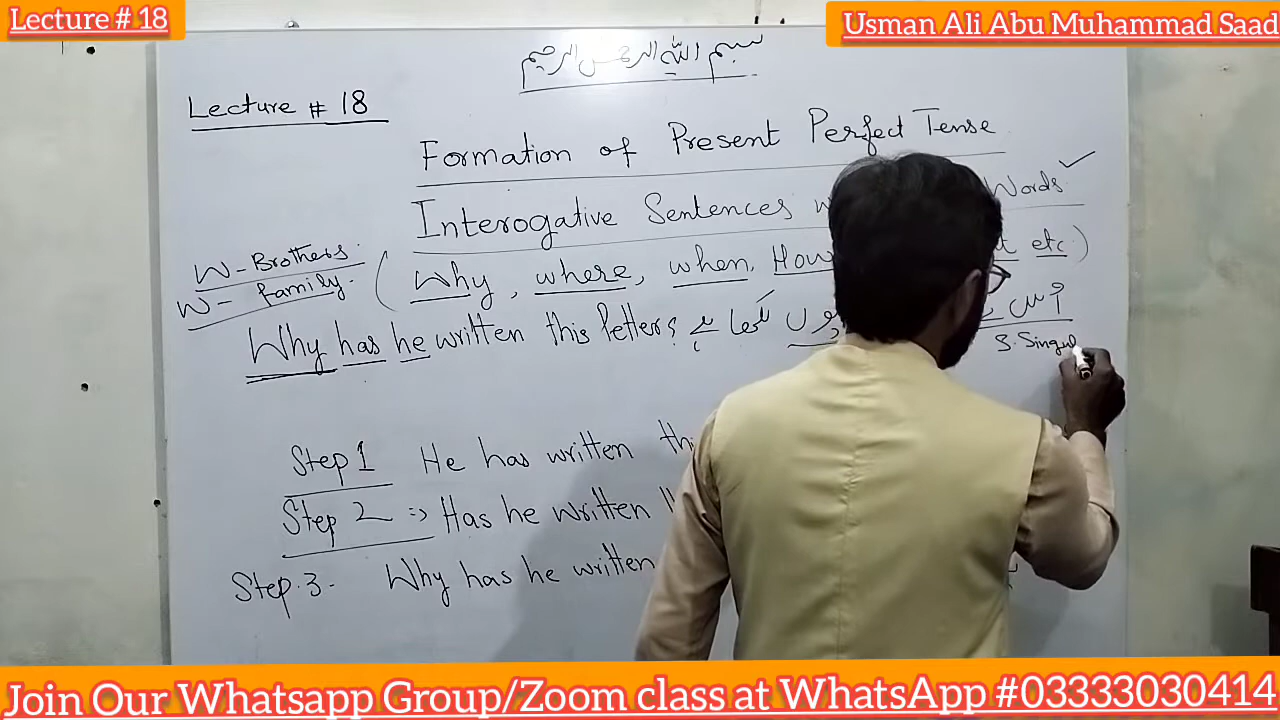 Lecture # 18
Usman Ali Abu Muhammad Saad
بسم اللہ الرحمن الرحیم
Lecture # 18
Formation of Present Perfect Tense
Interogative Sentences Words
W-Brothers
W- family.
( Why, where, when, How etc.)
Why has he written this letter? اس لکھا ہے
S. Singul
Step 1 He has written
Step 2 => Has he written
Step.3- Why has he written
Join Our Whatsapp Group/Zoom class at WhatsApp #03333030414